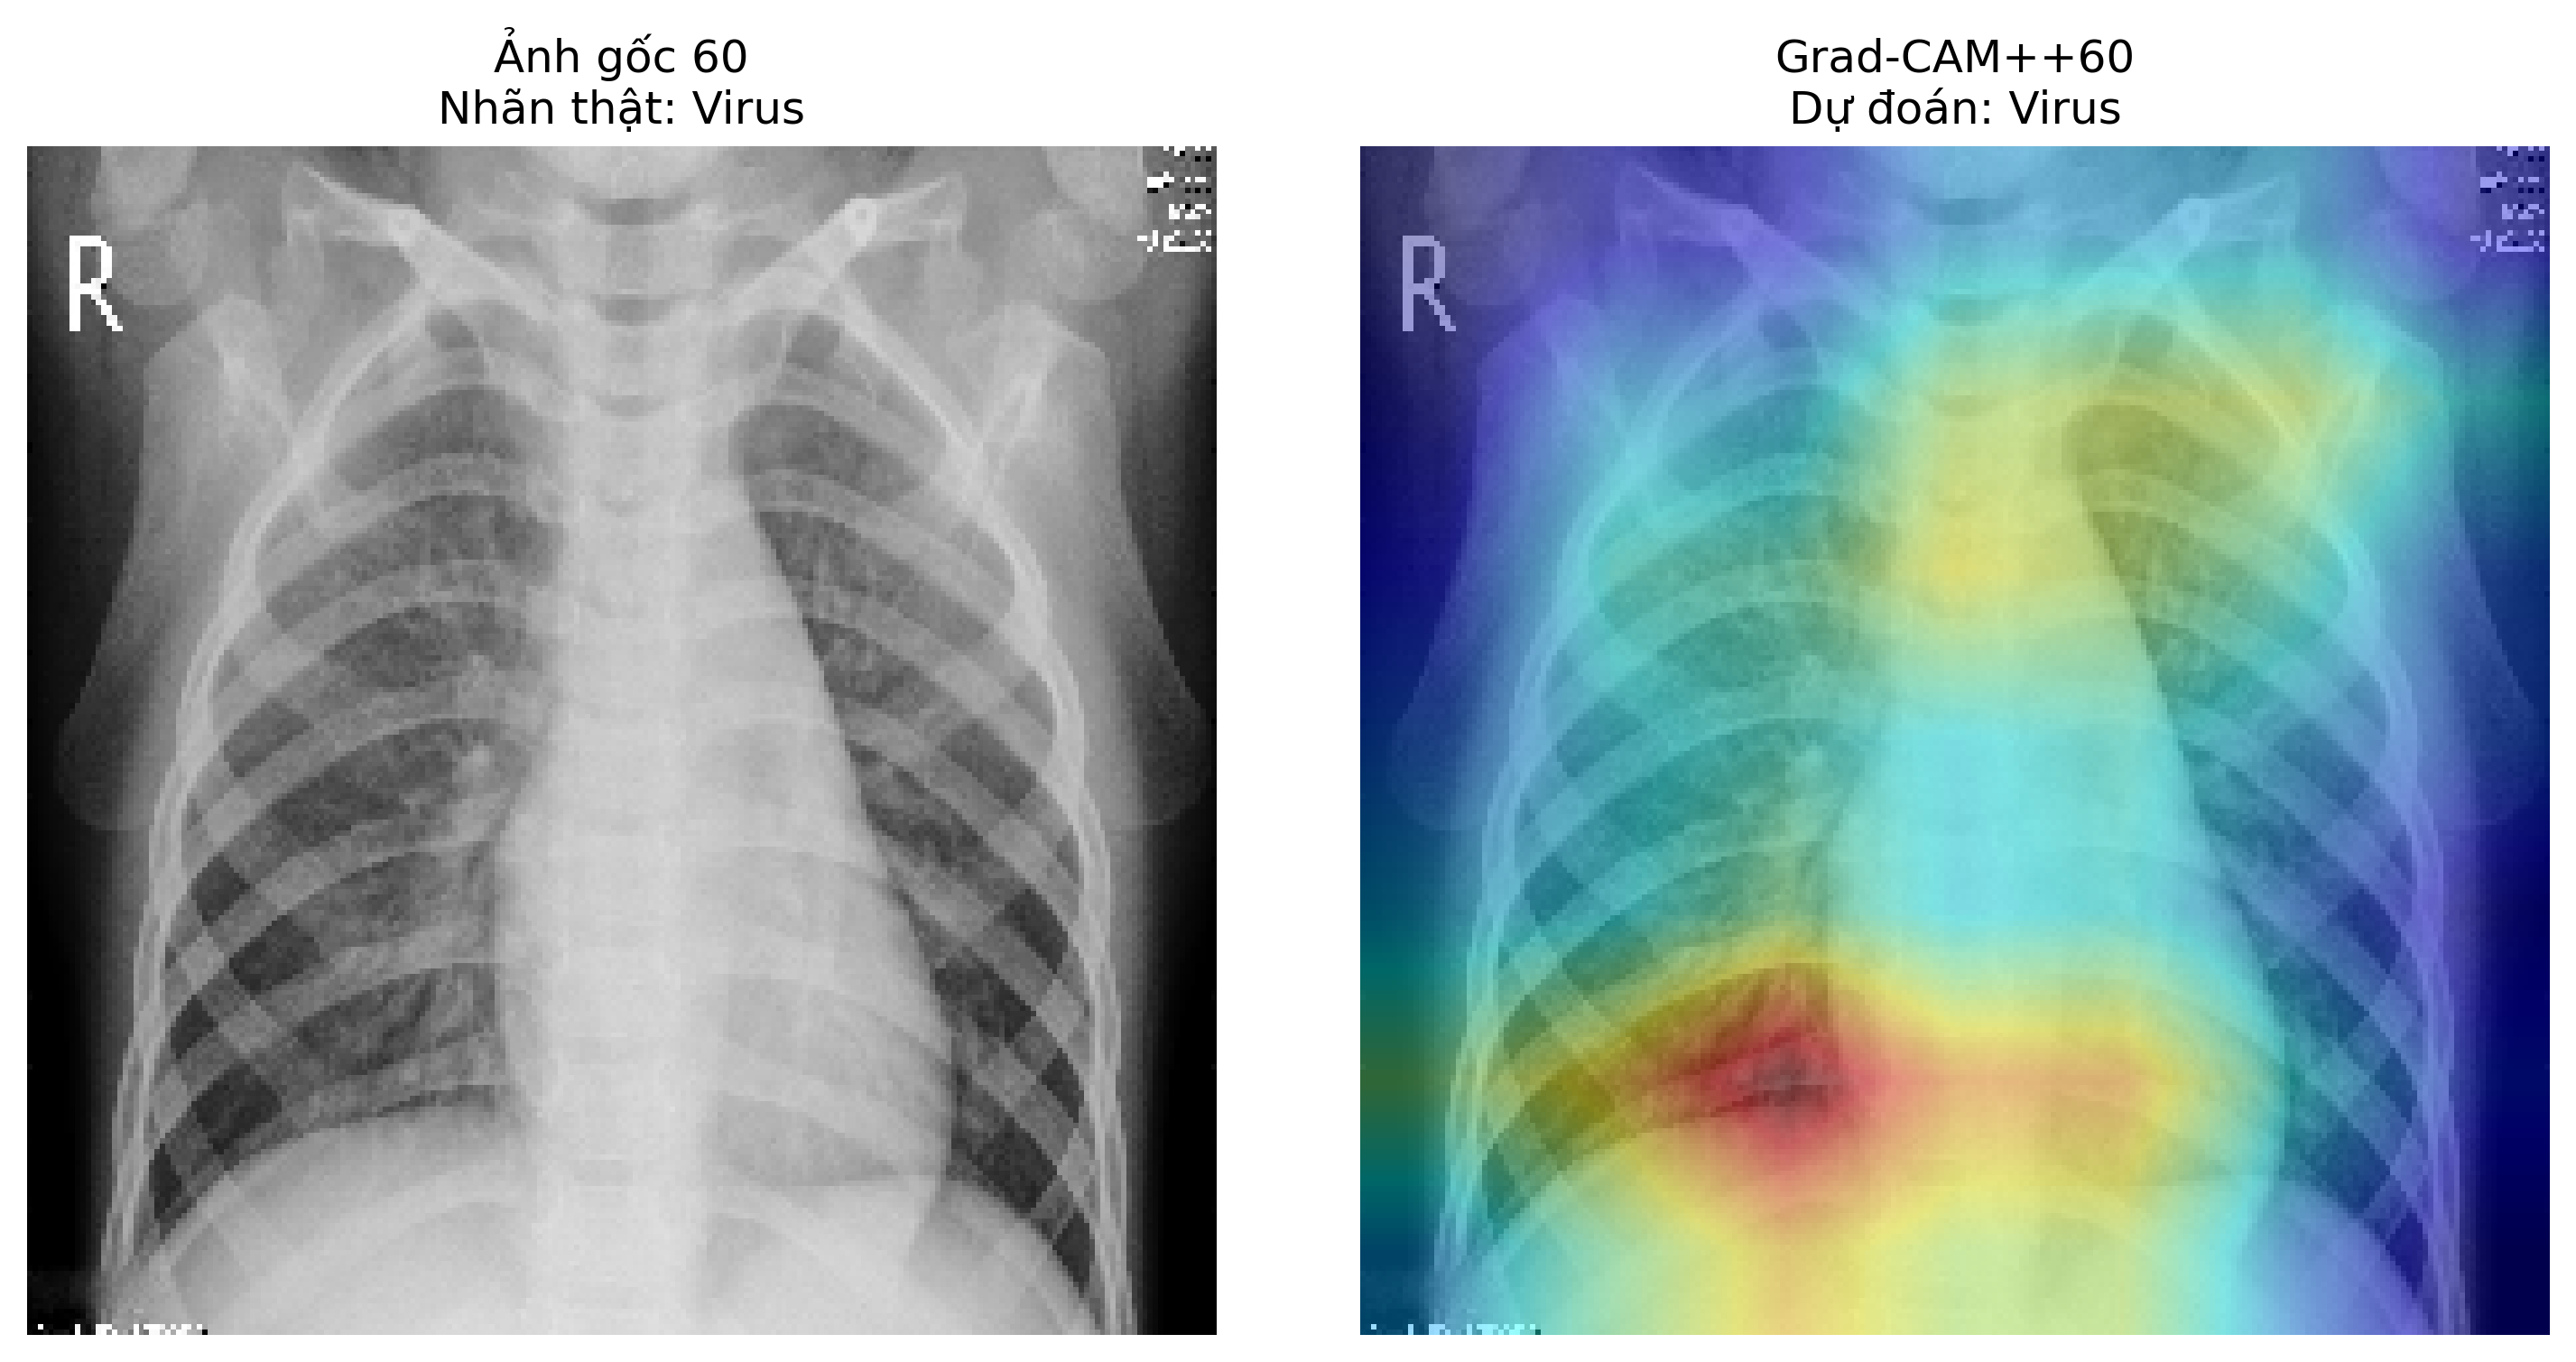 Ảnh gốc 60
Nhãn thật: Virus
Grad-CAM++60
Dự đoán: Virus
R
R